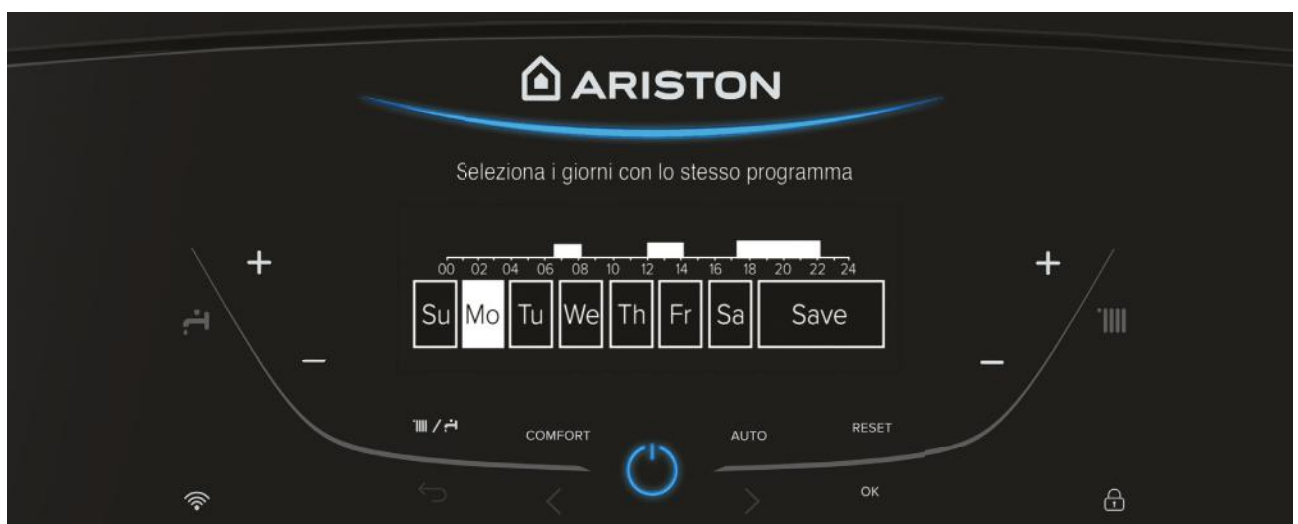 ARISTON
Seleziona i giorni con lo stesso programma
00 02 04 06 08 10 12 14 16 18 20 22 24
Su Mo Tu We Th Fr Sa Save
COMFORT AUTO RESET
OK